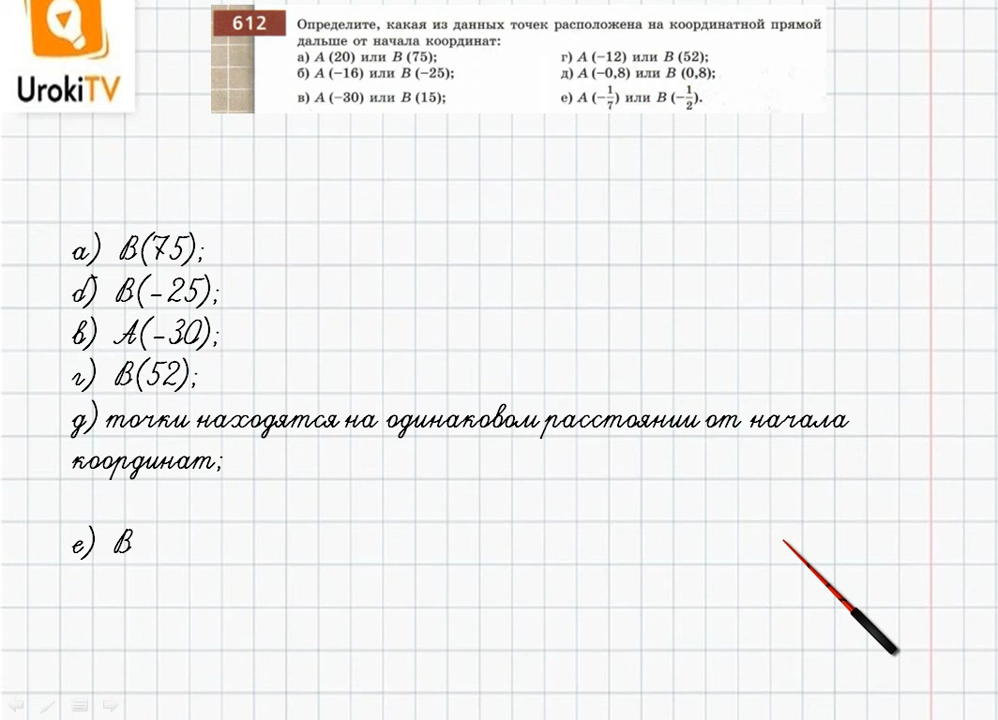 UrokiTV
612
Определите, какая из данных точек расположена на координатной прямой
дальше от начала координат:
а) A (20) или B (75);
б) A (−16) или B (−25);
в) A (−30) или B (15);
г) A (−12) или B (52);
д) A (−0,8) или B (0,8);
е) A (−1/7) или B (−1/2).
а) B(75);
б) B(-25);
в) A(-30);
г) B(52);
д) точки находятся на одинаковом расстоянии от начала
координат;
е) B